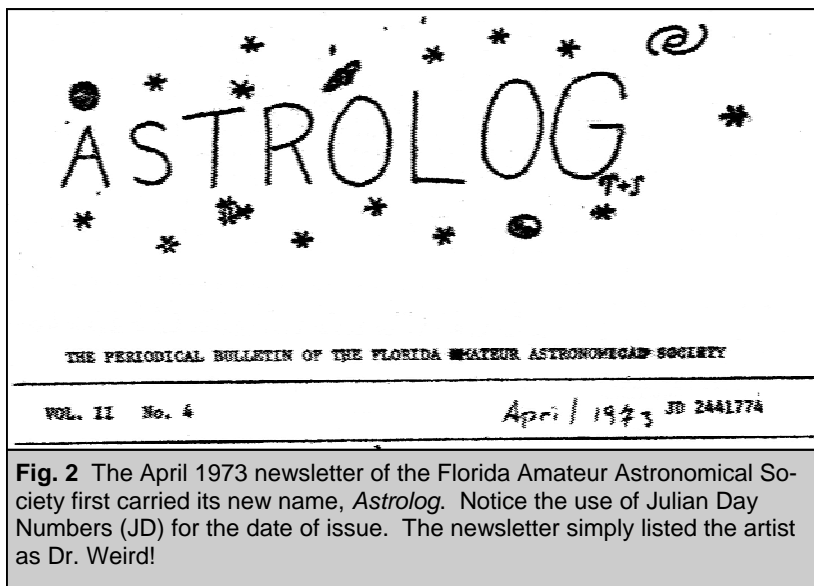 ASTROLOG
THE PERIODICAL BULLETIN OF THE FLORIDA AMATEUR ASTRONOMICAL SOCIETY
VOL. II No. 4 April 1973 JD 2441774
Fig. 2 The April 1973 newsletter of the Florida Amateur Astronomical So-
ciety first carried its new name, Astrolog. Notice the use of Julian Day
Numbers (JD) for the date of issue. The newsletter simply listed the artist
as Dr. Weird!